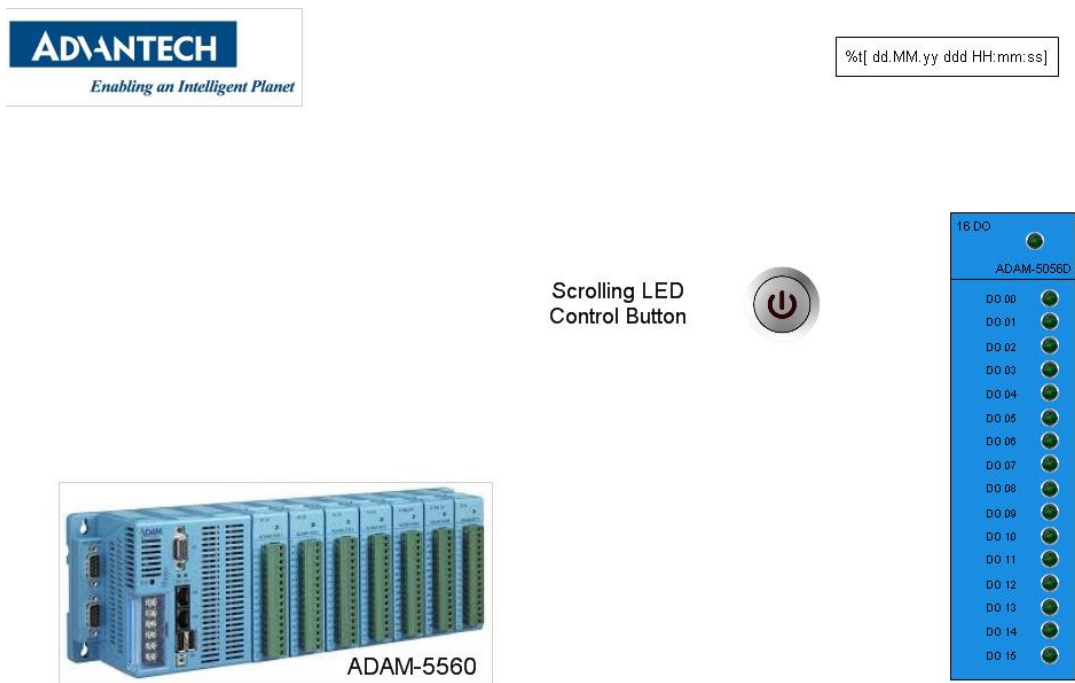 ADVANTECH
Enabling an Intelligent Planet
%t[ dd.MM.yy ddd HH:mm:ss]
Scrolling LED
Control Button
16 DO
ADAM-5056D
DO 00
DO 01
DO 02
DO 03
DO 04
DO 05
DO 06
DO 07
DO 08
DO 09
DO 10
DO 11
DO 12
DO 13
DO 14
DO 15
ADAM
ADAM-5560